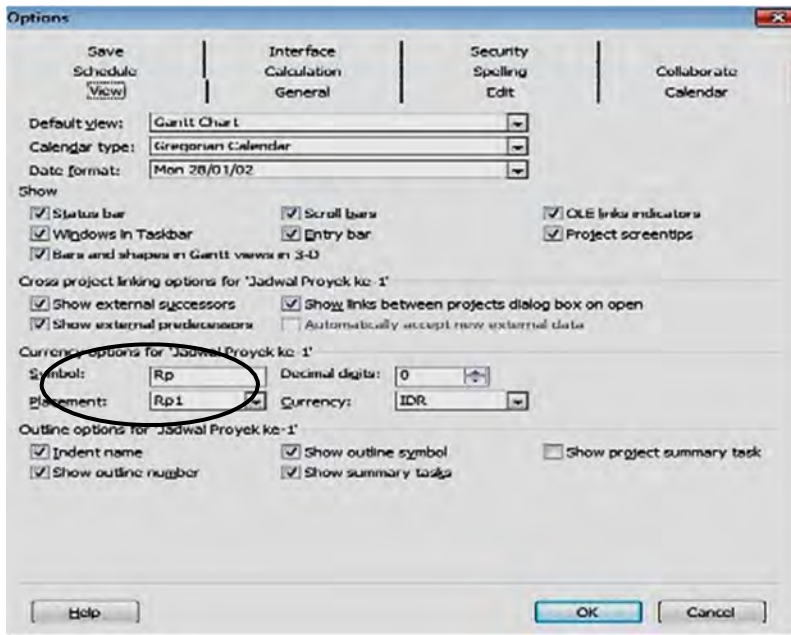 Options
Save Interface Security
Schedule Calculation Spelling Collaborate
View General Edit Calendar
Default view: Gantt Chart
Calendar type: Gregorian Calendar
Date format: Mon 28/01/02
Show
Status bar Scroll bars OLE links indicators
Windows in Taskbar Entry bar Project screentips
Bars and shapes in Gantt views in 3-D
Cross project linking options for 'Jadwal Proyek ke-1'
Show external successors Show links between projects dialog box on open
Show external predecessors Automatically accept new external data
Currency options for 'Jadwal Proyek ke-1'
Symbol: Rp Decimal digits: 0
Placement: Rp1 Currency: IDR
Outline options for 'Jadwal Proyek ke-1'
Indent name Show outline symbol Show project summary task
Show outline number Show summary tasks
Help OK Cancel